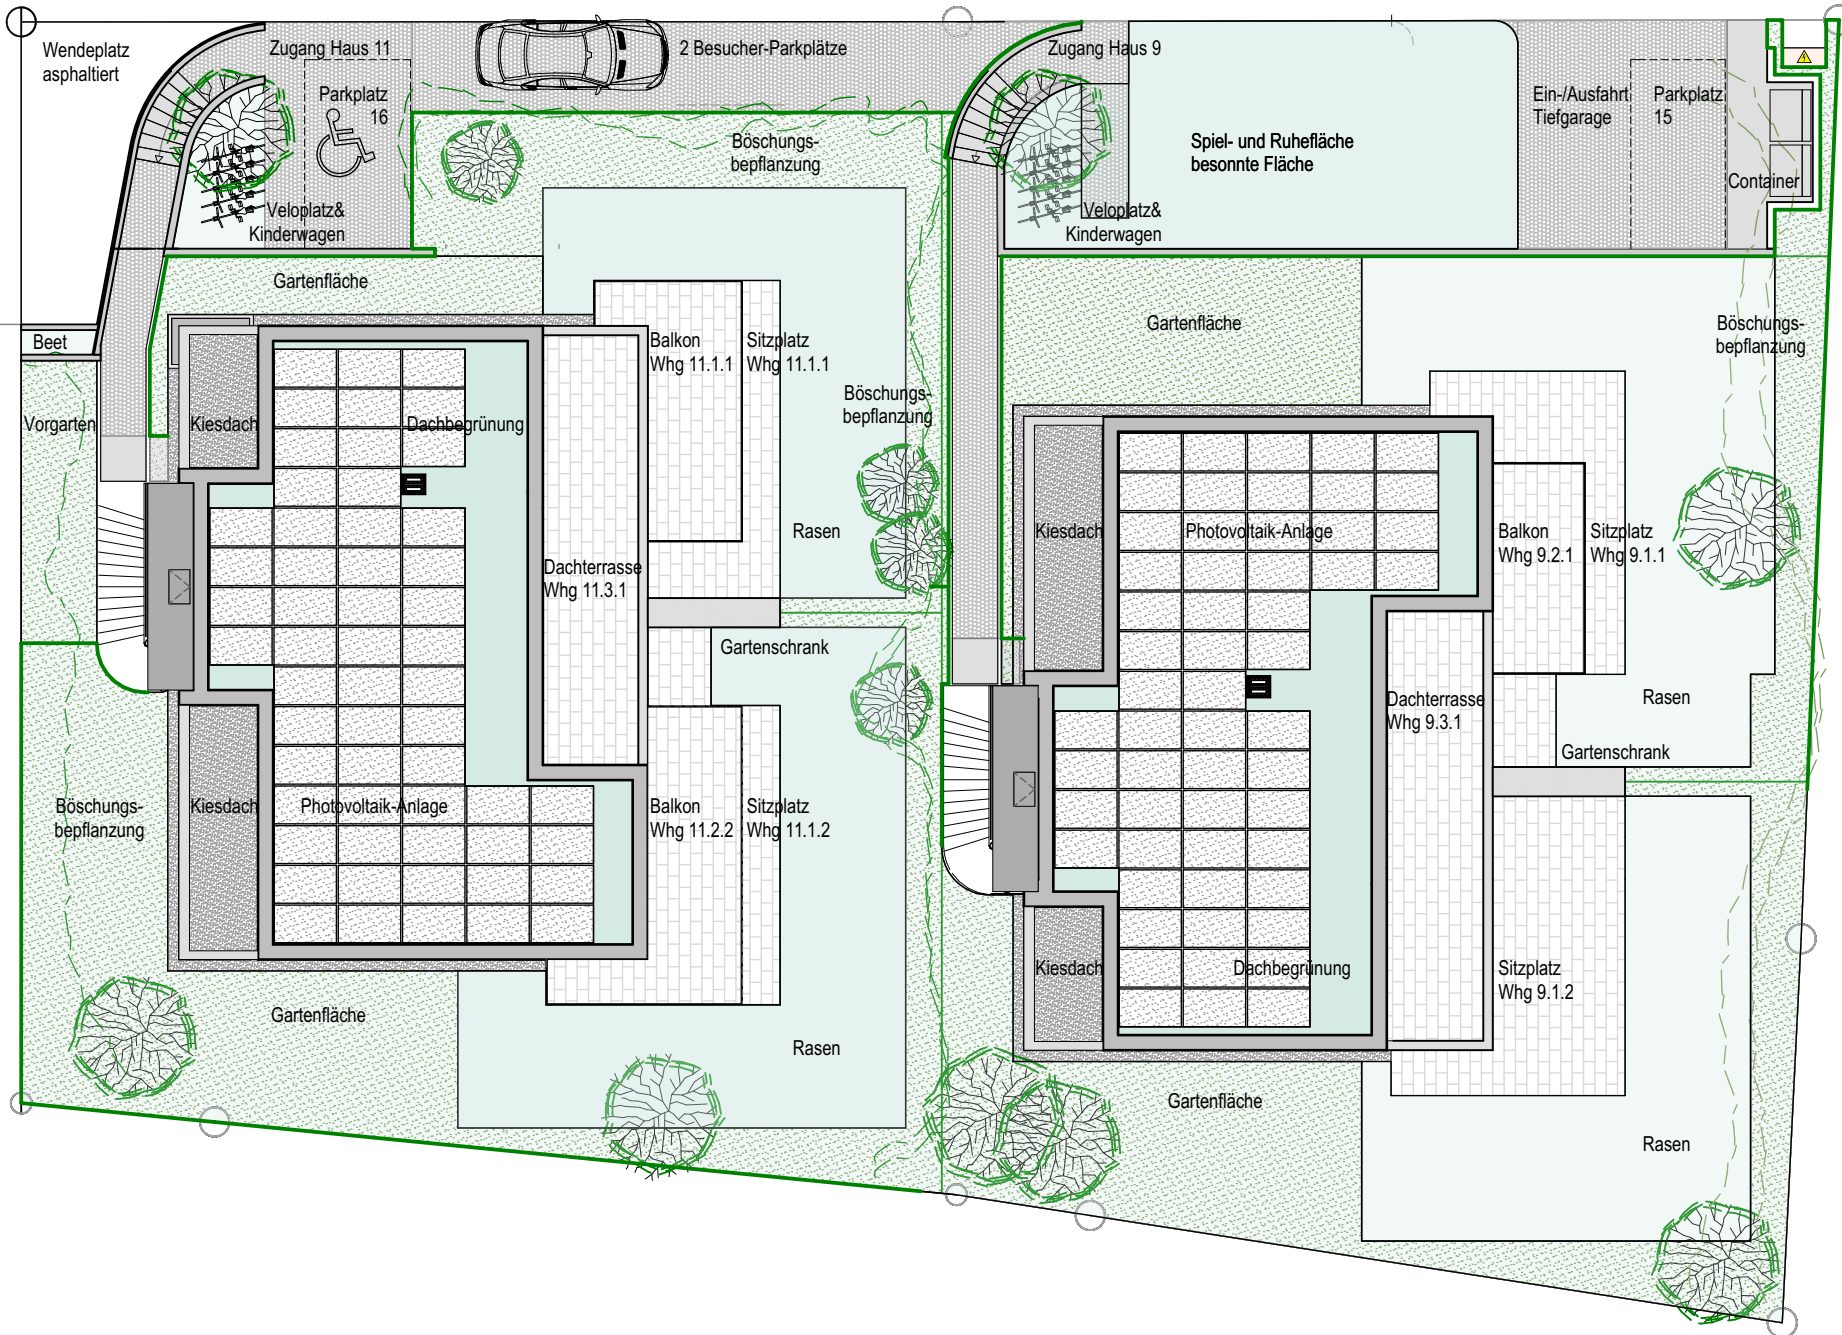 Wendeplatz
asphaltiert
Zugang Haus 11
Parkplatz
16
2 Besucher-Parkplätze
Zugang Haus 9
Spiel- und Ruhefläche
besonnte Fläche
Ein-/Ausfahrt
Tiefgarage
Parkplatz
15
Container
Böschungs-
bepflanzung
Veloplatz&
Kinderwagen
Veloplatz&
Kinderwagen
Gartenfläche
Gartenfläche
Böschungs-
bepflanzung
Beet
Vorgarten
Kiesdach
Dachbegrünung
Balkon
Whg 11.1.1
Sitzplatz
Whg 11.1.1
Böschungs-
bepflanzung
Rasen
Dachterrasse
Whg 11.3.1
Gartenschrank
Kiesdach
Photovoltaik-Anlage
Balkon
Whg 9.2.1
Sitzplatz
Whg 9.1.1
Rasen
Dachterrasse
Whg 9.3.1
Gartenschrank
Böschungs-
bepflanzung
Kiesdach
Photovoltaik-Anlage
Balkon
Whg 11.2.2
Sitzplatz
Whg 11.1.2
Kiesdach
Dachbegrünung
Sitzplatz
Whg 9.1.2
Gartenfläche
Rasen
Gartenfläche
Rasen